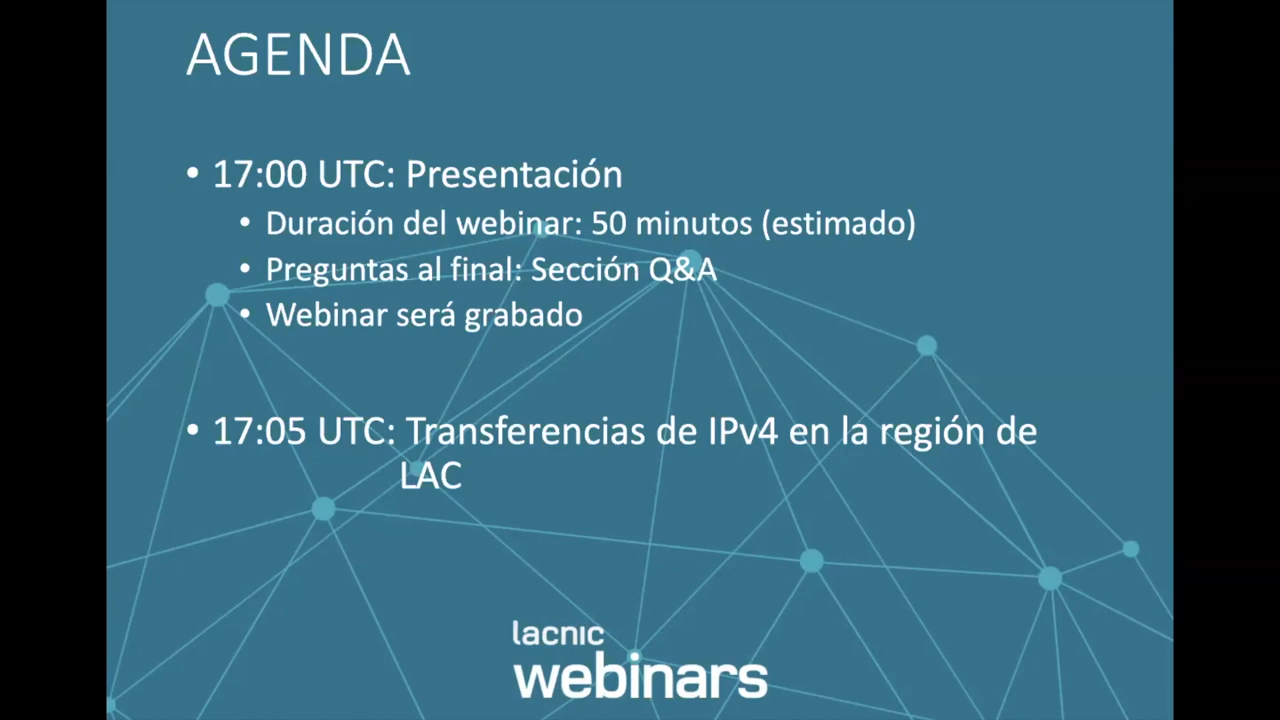 AGENDA
• 17:00 UTC: Presentación
• Duración del webinar: 50 minutos (estimado)
• Preguntas al final: Sección Q&A
• Webinar será grabado
• 17:05 UTC: Transferencias de IPv4 en la región de
LAC
lacnic
webinars